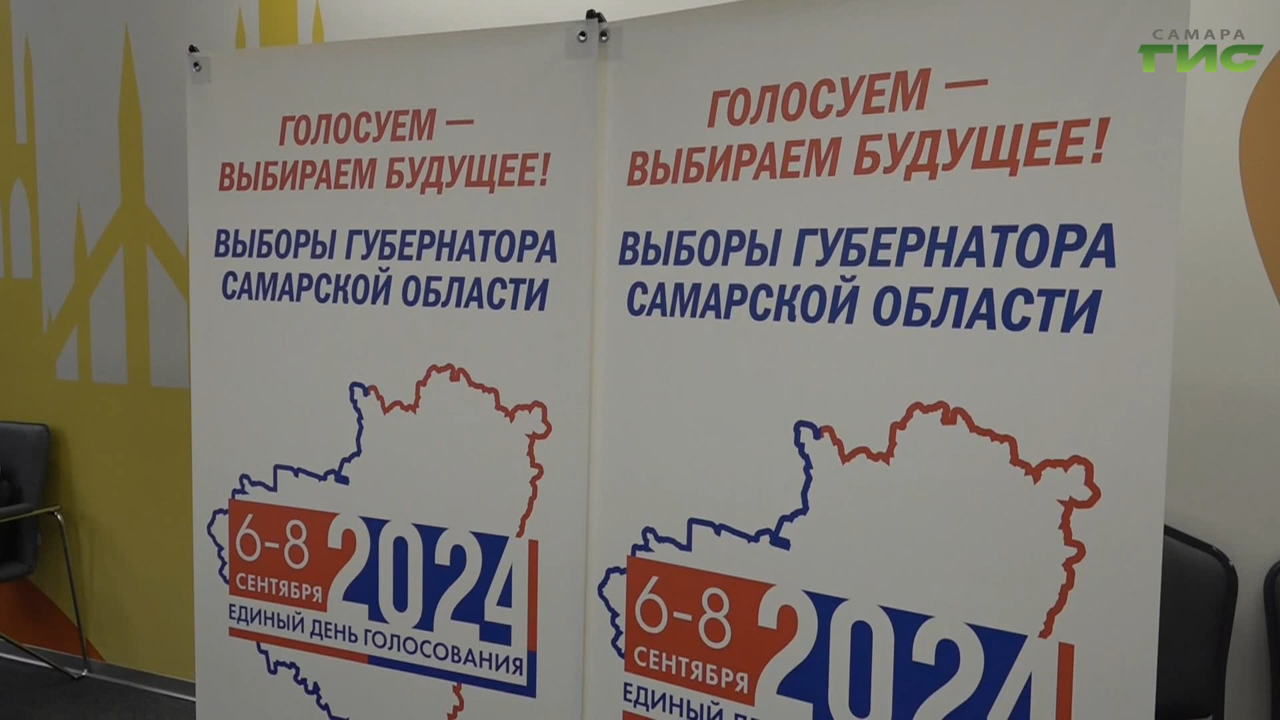 САМАРА
ГИС
ГОЛОСУЕМ —
ВЫБИРАЕМ БУДУЩЕЕ!
ВЫБОРЫ ГУБЕРНАТОРА
САМАРСКОЙ ОБЛАСТИ
6-8
СЕНТЯБРЯ
2024
ЕДИНЫЙ ДЕНЬ ГОЛОСОВАНИЯ
ГОЛОСУЕМ —
ВЫБИРАЕМ БУДУЩЕЕ!
ВЫБОРЫ ГУБЕРНАТОРА
САМАРСКОЙ ОБЛАСТИ
6-8
СЕНТЯБРЯ
2024
ЕДИНЫЙ